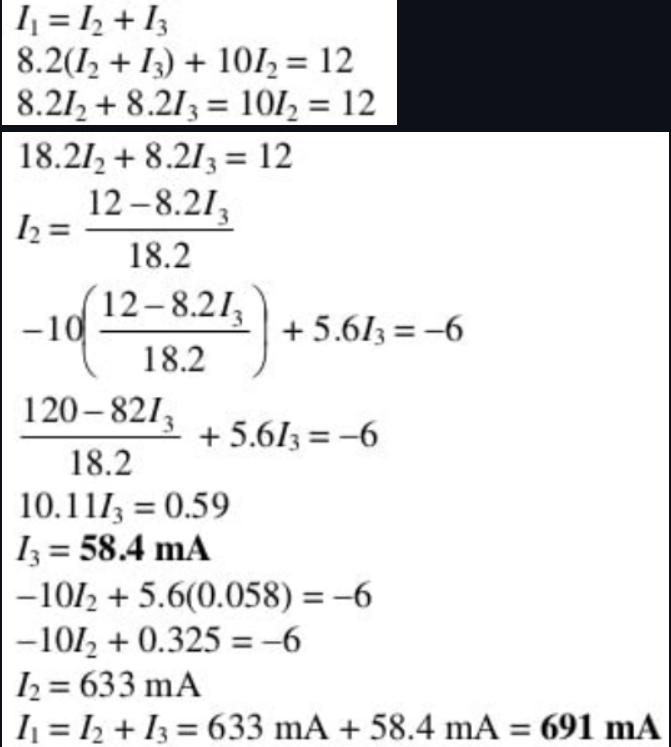 I₁ = I₂ + I₃
8.2(I₂ + I₃) + 10I₂ = 12
8.2I₂ + 8.2I₃ = 10I₂ = 12
18.2I₂ + 8.2I₃ = 12
I₂ = (12 – 8.2I₃)/18.2
–10((12 – 8.2I₃)/18.2) + 5.6I₃ = –6
(120 – 82I₃)/18.2 + 5.6I₃ = –6
10.11I₃ = 0.59
I₃ = 58.4 mA
–10I₂ + 5.6(0.058) = –6
–10I₂ + 0.325 = –6
I₂ = 633 mA
I₁ = I₂ + I₃ = 633 mA + 58.4 mA = 691 mA